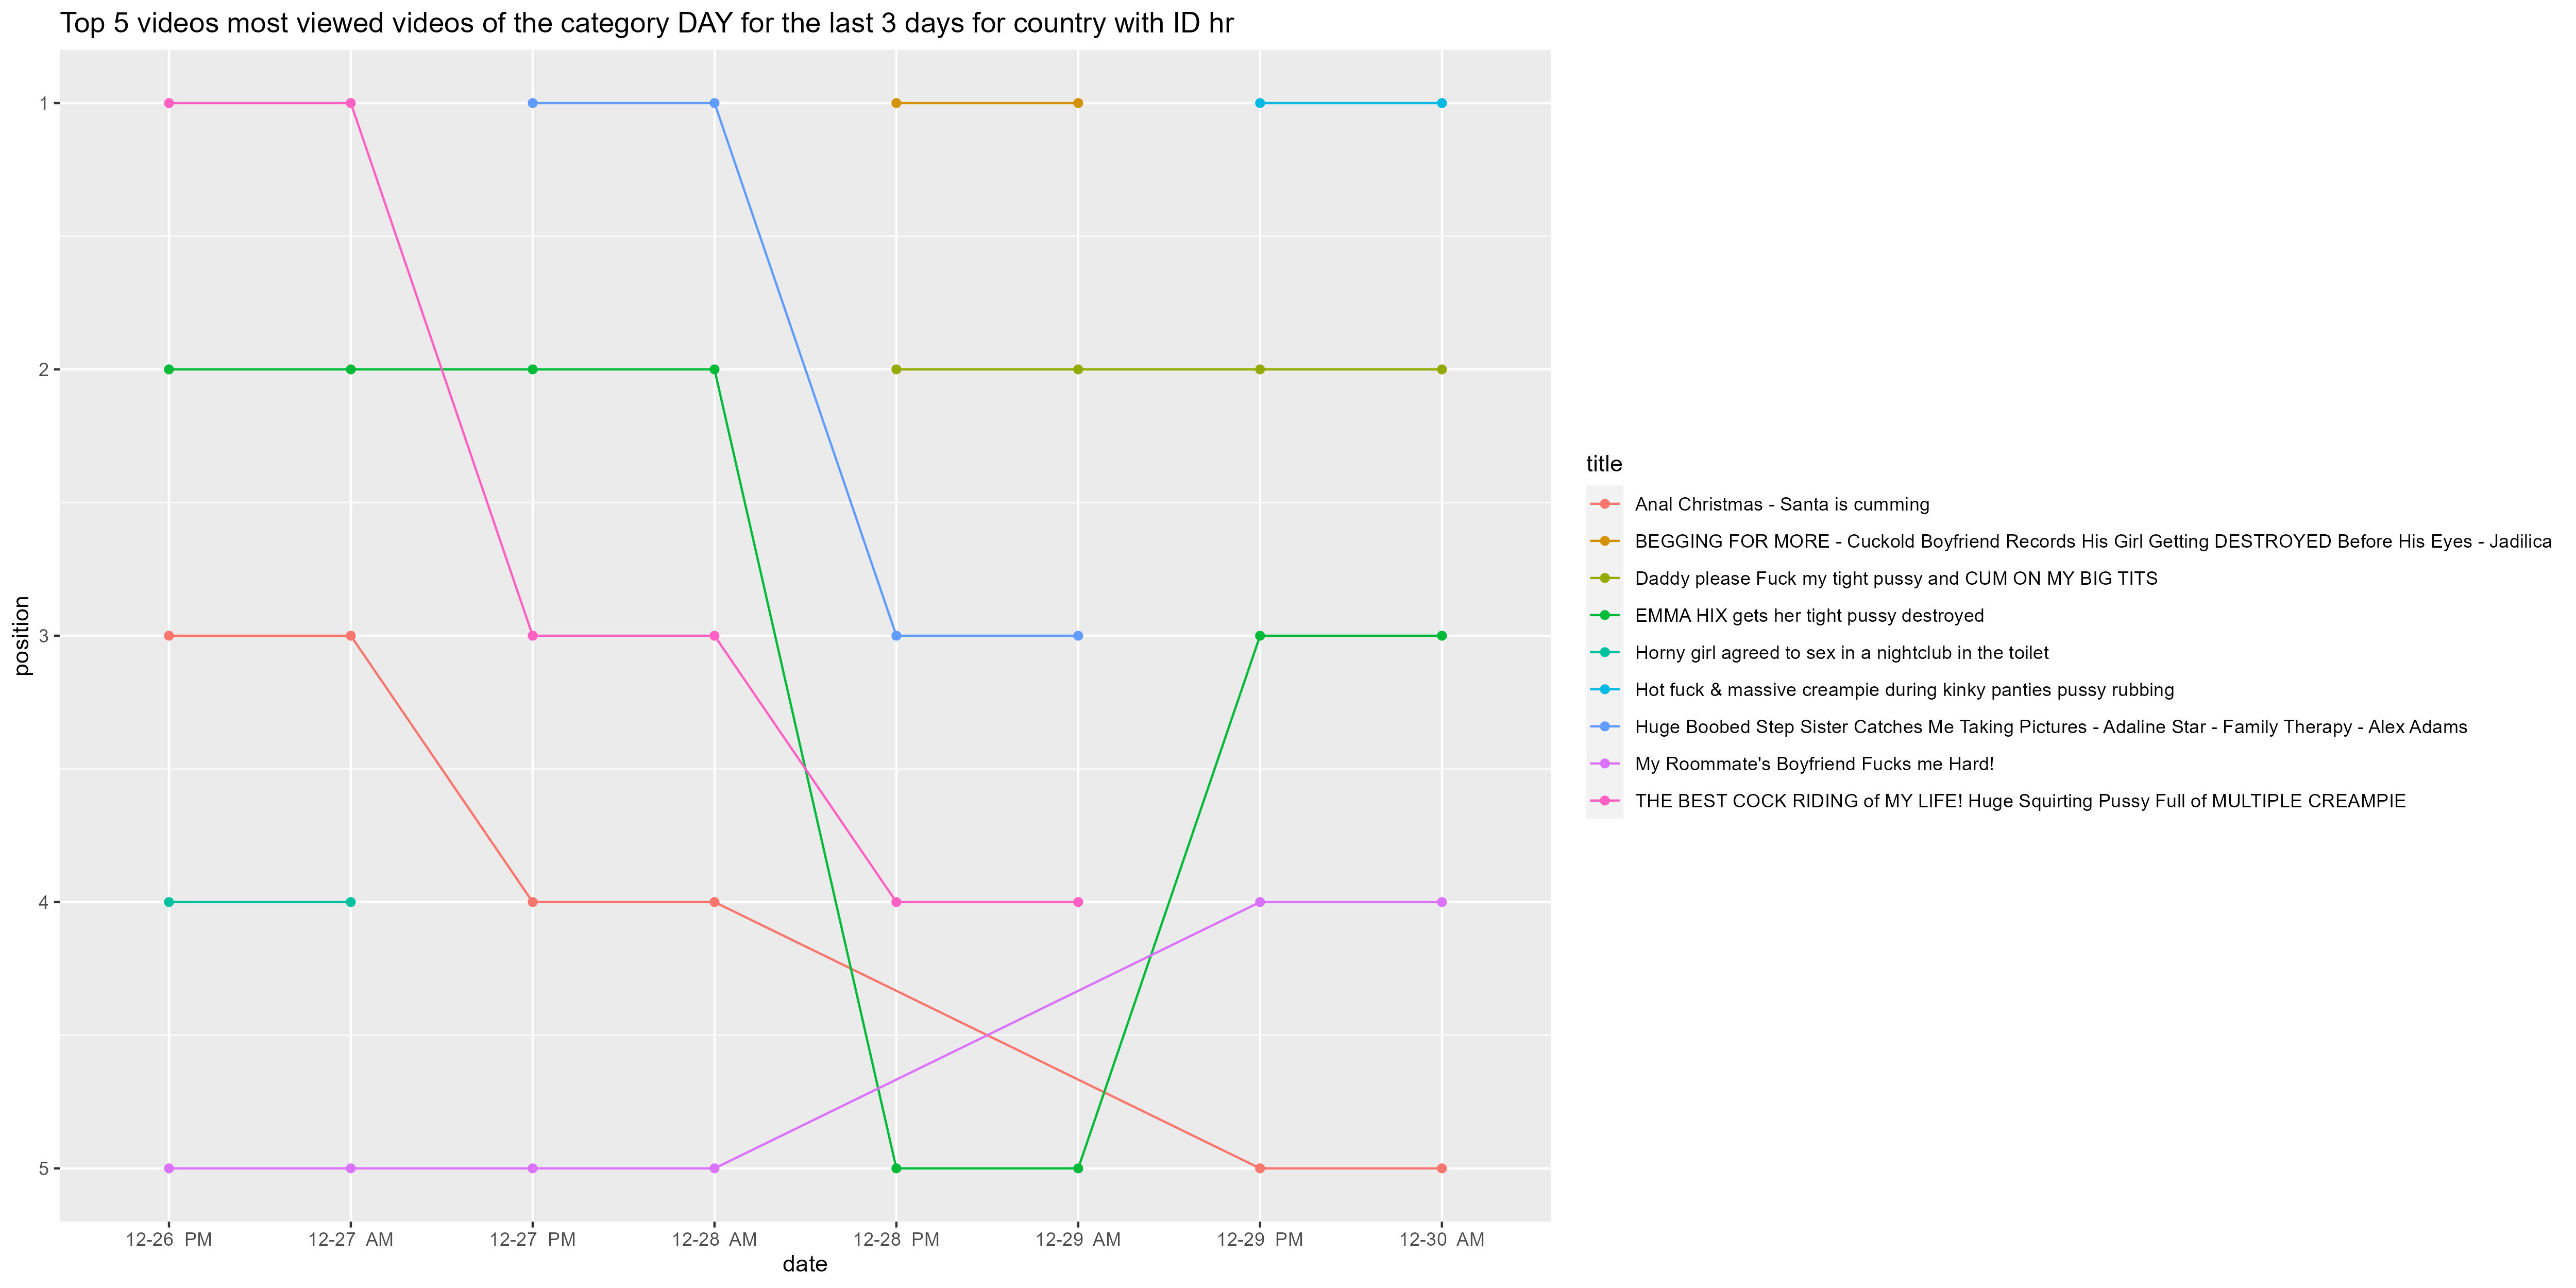 Top 5 videos most viewed videos of the category DAY for the last 3 days for country with ID hr
position
1
2
3
4
5
12-26 PM
12-27 AM
12-27 PM
12-28 AM
12-28 PM
12-29 AM
12-29 PM
12-30 AM
date
title
Anal Christmas - Santa is cumming
BEGGING FOR MORE - Cuckold Boyfriend Records His Girl Getting DESTROYED Before His Eyes - Jadilica
Daddy please Fuck my tight pussy and CUM ON MY BIG TITS
EMMA HIX gets her tight pussy destroyed
Horny girl agreed to sex in a nightclub in the toilet
Hot fuck & massive creampie during kinky panties pussy rubbing
Huge Boobed Step Sister Catches Me Taking Pictures - Adaline Star - Family Therapy - Alex Adams
My Roommate's Boyfriend Fucks me Hard!
THE BEST COCK RIDING of MY LIFE! Huge Squirting Pussy Full of MULTIPLE CREAMPIE